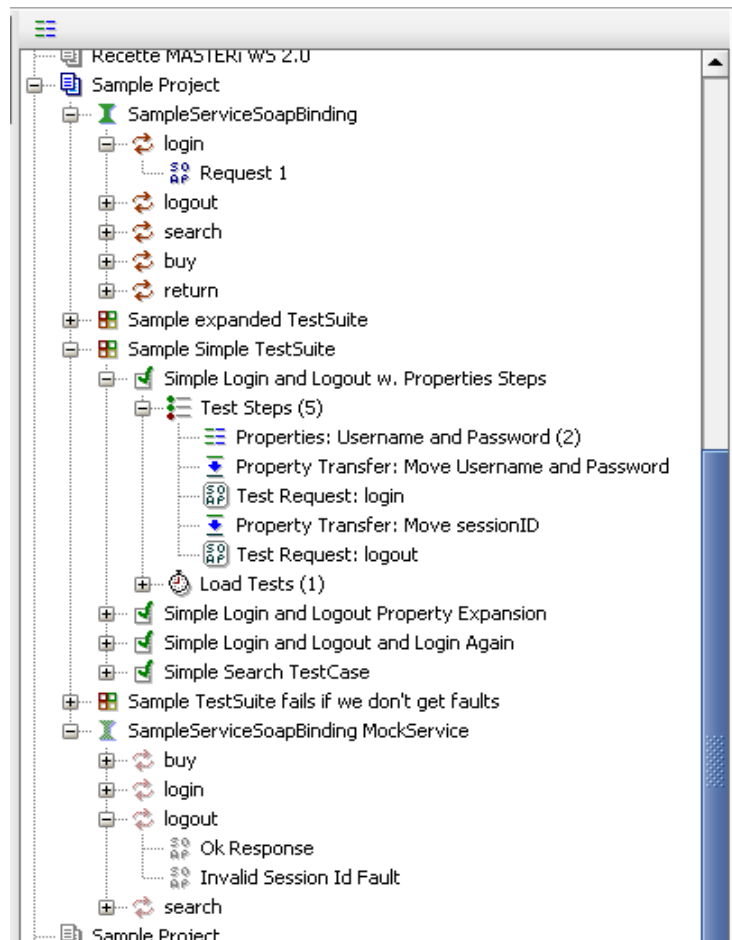 Recette MASTERi WS 2.0
Sample Project
SampleServiceSoapBinding
login
Request 1
logout
search
buy
return
Sample expanded TestSuite
Sample Simple TestSuite
Simple Login and Logout w. Properties Steps
Test Steps (5)
Properties: Username and Password (2)
Property Transfer: Move Username and Password
Test Request: login
Property Transfer: Move sessionID
Test Request: logout
Load Tests (1)
Simple Login and Logout Property Expansion
Simple Login and Logout and Login Again
Simple Search TestCase
Sample TestSuite fails if we don't get faults
SampleServiceSoapBinding MockService
buy
login
logout
Ok Response
Invalid Session Id Fault
search
Sample Project